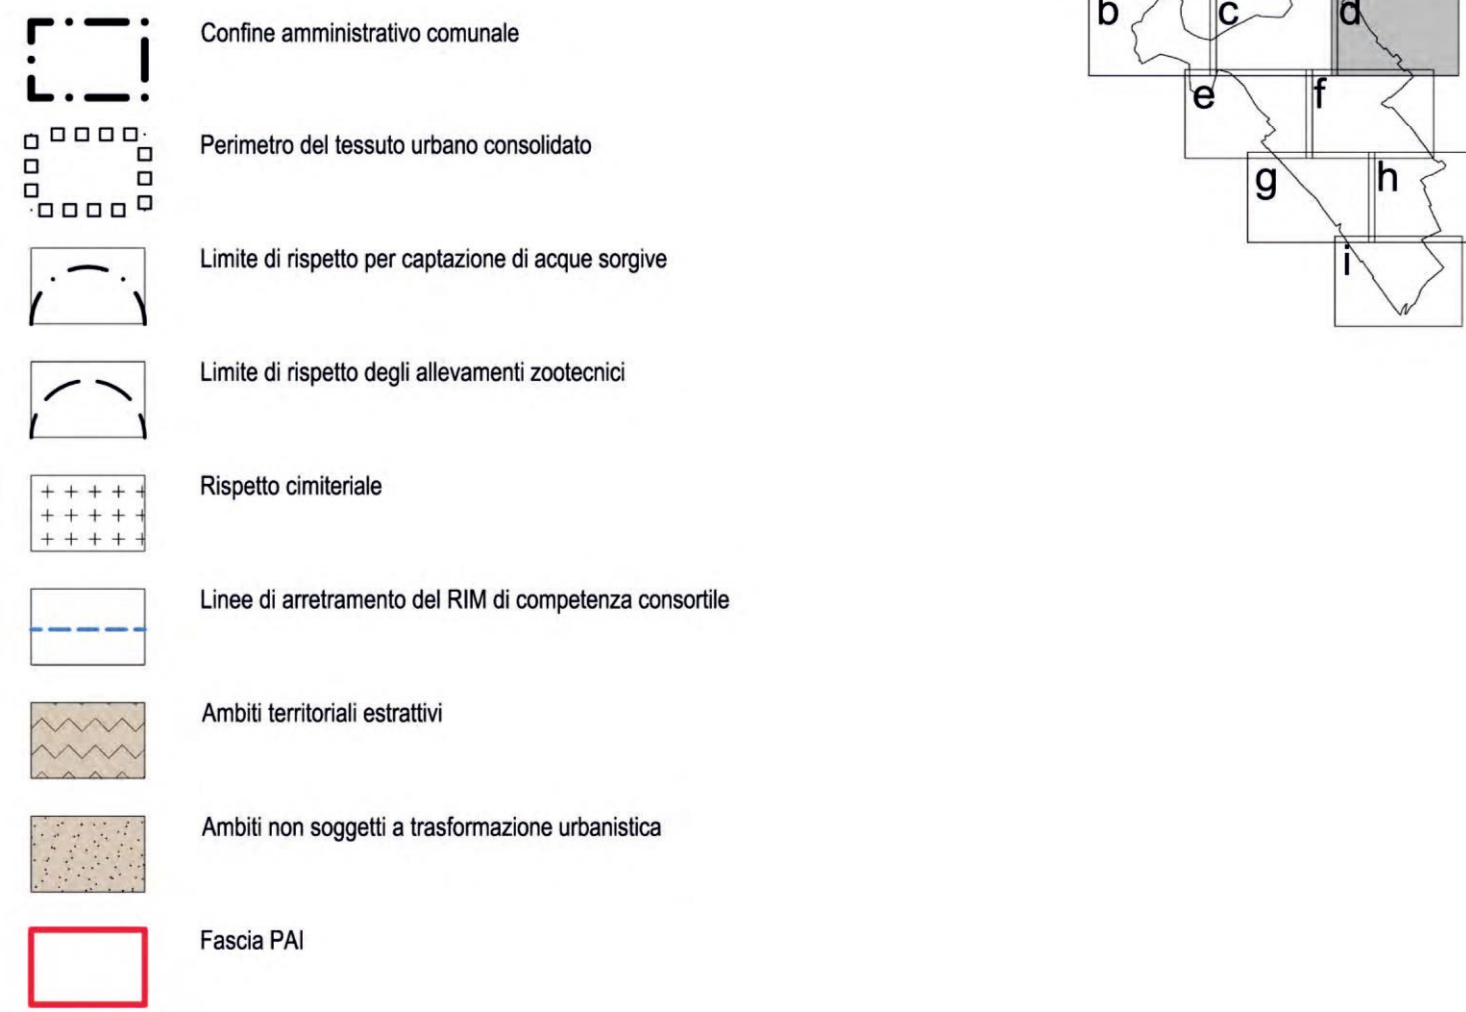 Confine amministrativo comunale
Perimetro del tessuto urbano consolidato
Limite di rispetto per captazione di acque sorgive
Limite di rispetto degli allevamenti zootecnici
Rispetto cimiteriale
Linee di arretramento del RIM di competenza consortile
Ambiti territoriali estrattivi
Ambiti non soggetti a trasformazione urbanistica
Fascia PAI
b c d
e f
g h
i